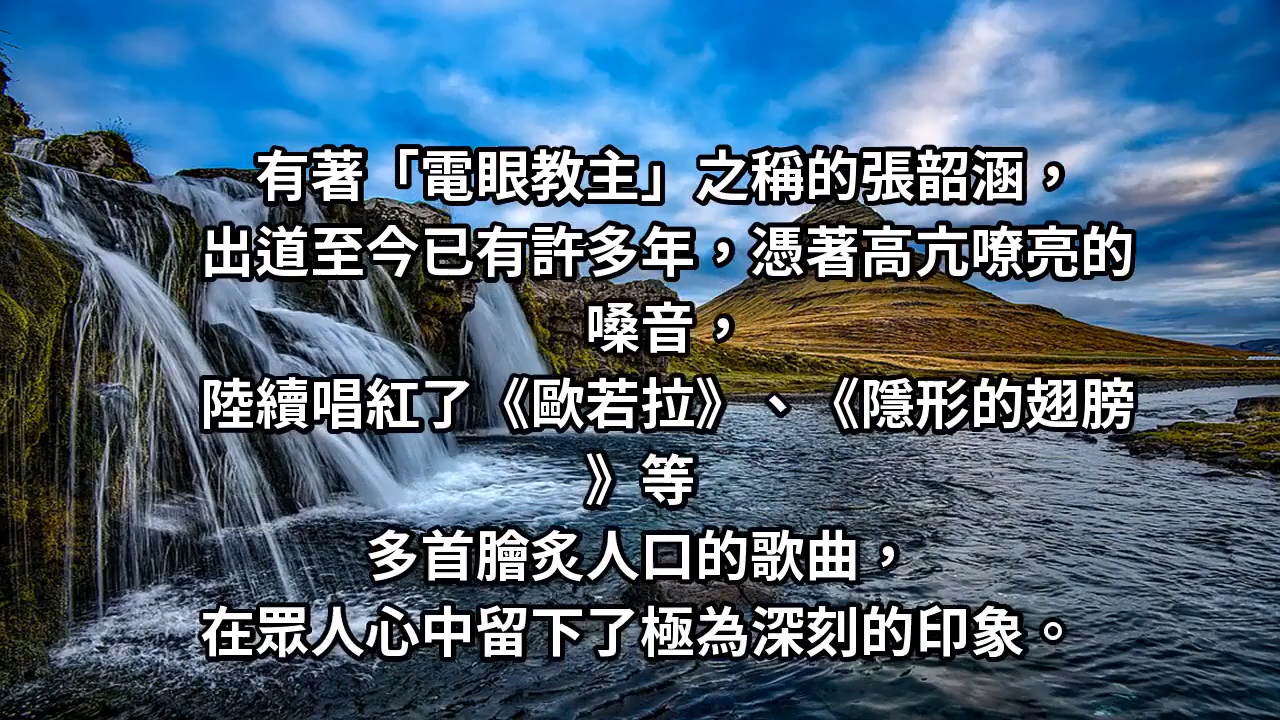 有著「電眼教主」之稱的張韶涵，
出道至今已有許多年，憑著高亢嘹亮的
嗓音，
陸續唱紅了《歐若拉》、《隱形的翅膀
》等
多首膾炙人口的歌曲，
在眾人心中留下了極為深刻的印象。